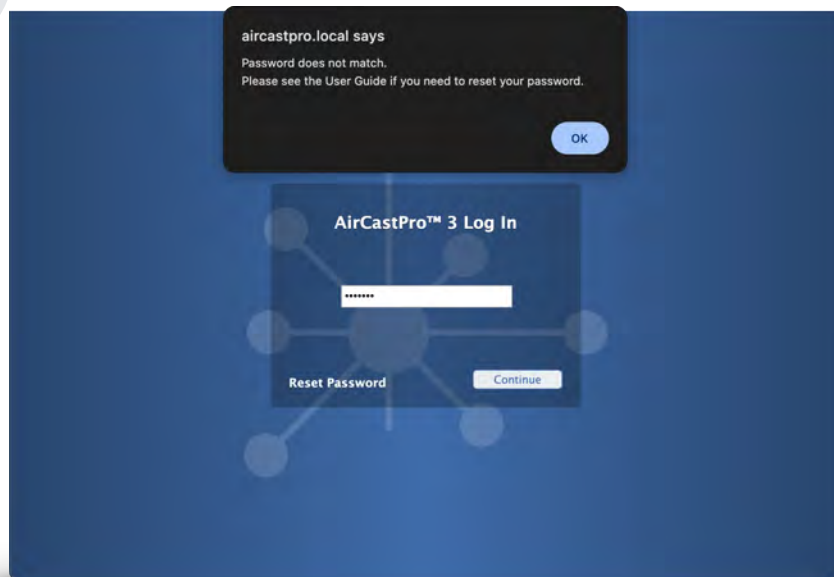 aircastpro.local says
Password does not match.
Please see the User Guide if you need to reset your password.
OK
AirCastPro™ 3 Log In
•••••••
Reset Password
Continue